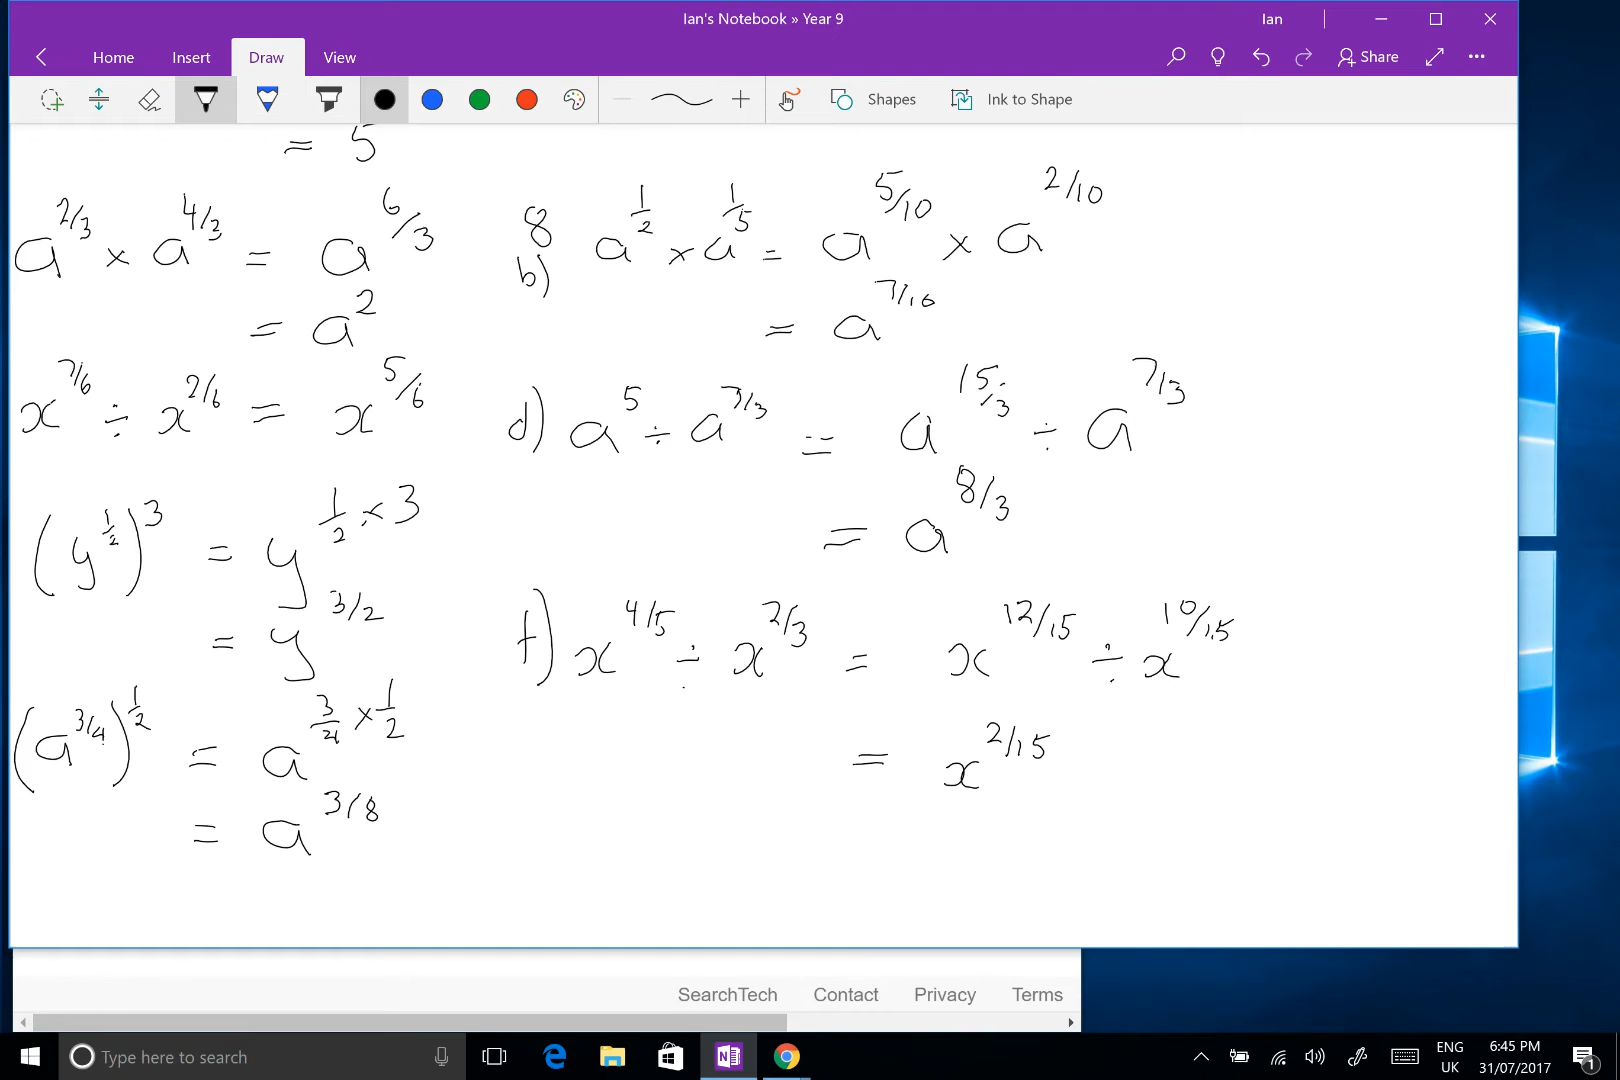 Ian's Notebook » Year 9
Ian
Home Insert Draw View
Share
Shapes
Ink to Shape
= 5
a^2/3 × a^4/3 = a^6/3
= a^2
x^7/6 ÷ x^2/6 = x^5/6
(y^1/2)^3 = y^1/2 × 3
= y^3/2
(a^3/4)^1/2 = a^3/4 × 1/2
= a^3/8
8
b) a^1/2 × a^1/5 = a^5/10 × a^2/10
= a^7/10
d) a^5 ÷ a^7/3 = a^15/3 ÷ a^7/3
= a^8/3
f) x^4/5 ÷ x^2/3 = x^12/15 ÷ x^10/15
= x^2/15
SearchTech Contact Privacy Terms
Type here to search
N
ENG
UK
6:45 PM
31/07/2017
1